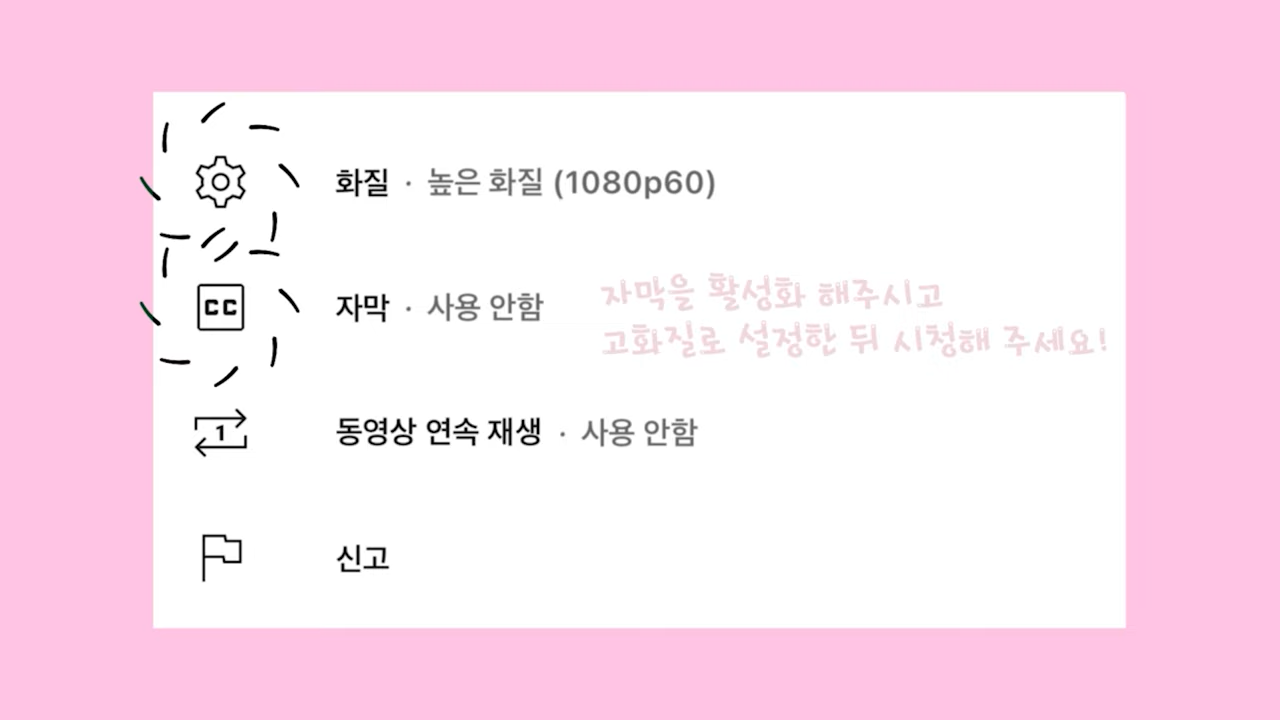 화질 · 높은 화질 (1080p60)
CC
자막 · 사용 안함
자막을 활성화 해주시고
고화질로 설정한 뒤 시청해 주세요!
1
동영상 연속 재생 · 사용 안함
신고